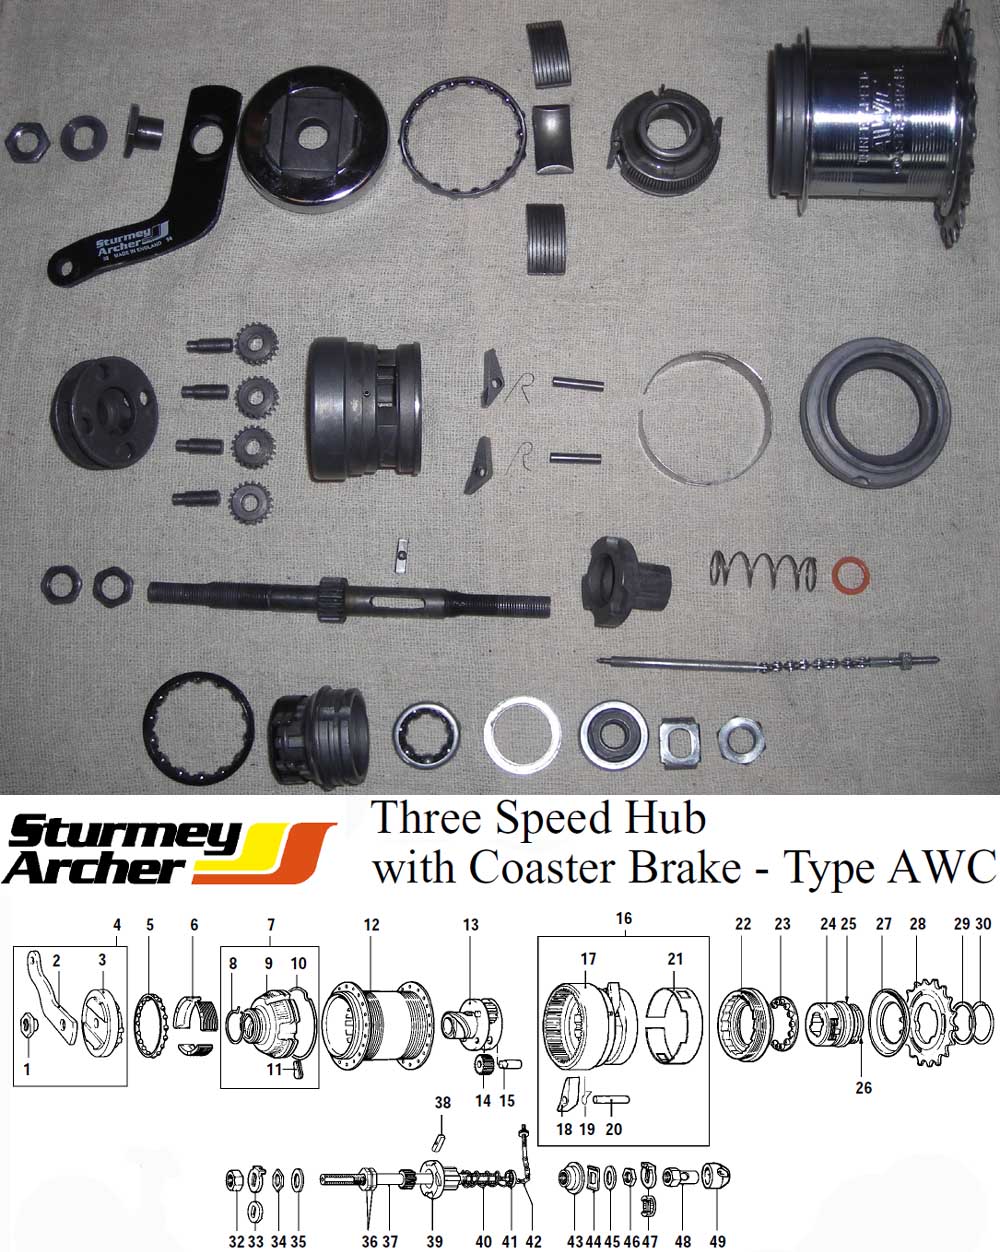 Sturmey
Archer
MADE IN ENGLAND
Sturmey
Archer
Three Speed Hub
with Coaster Brake - Type AWC
4 5 6 7 12 13 16 22 23 24 25 27 28 29 30
2 3 8 9 10 17 21
1 11 14 15 18 19 20 26
38
32 33 34 35 36 37 39 40 41 42 43 44 45 46 47 48 49